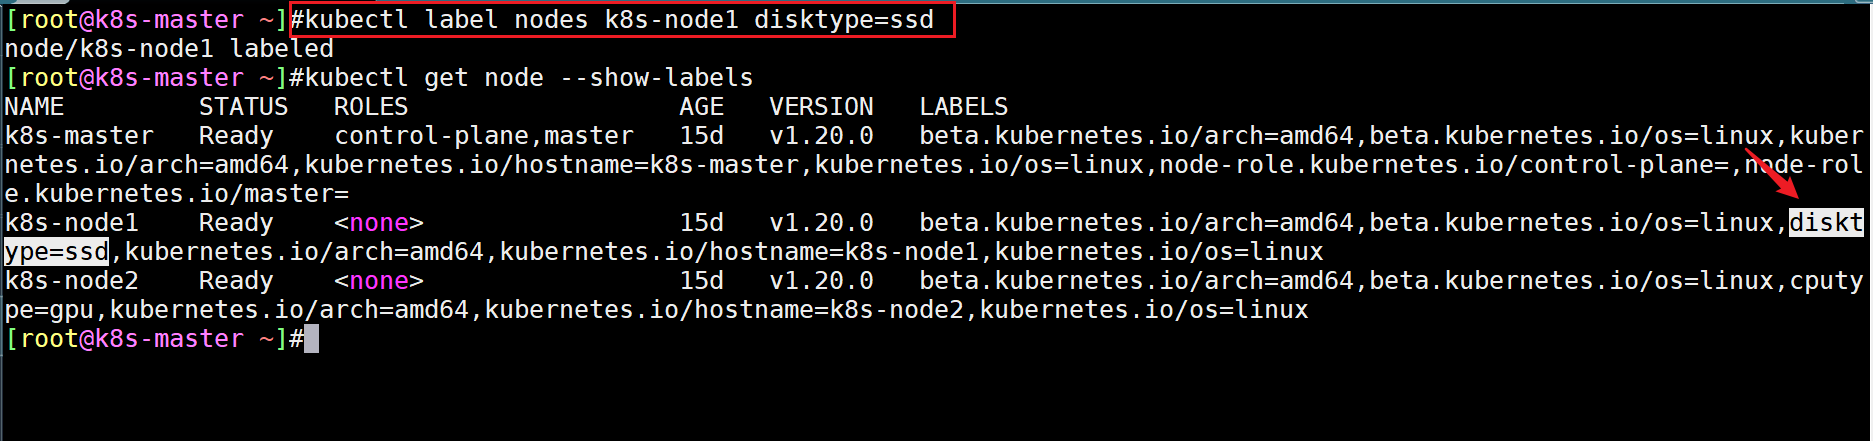 [root@k8s-master ~]#kubectl label nodes k8s-node1 disktype=ssd
node/k8s-node1 labeled
[root@k8s-master ~]#kubectl get node --show-labels
NAME         STATUS   ROLES                  AGE   VERSION   LABELS
k8s-master   Ready    control-plane,master   15d   v1.20.0   beta.kubernetes.io/arch=amd64,beta.kubernetes.io/os=linux,kuber
netes.io/arch=amd64,kubernetes.io/hostname=k8s-master,kubernetes.io/os=linux,node-role.kubernetes.io/control-plane=,node-rol
e.kubernetes.io/master=
k8s-node1    Ready    <none>                 15d   v1.20.0   beta.kubernetes.io/arch=amd64,beta.kubernetes.io/os=linux,diskt
ype=ssd,kubernetes.io/arch=amd64,kubernetes.io/hostname=k8s-node1,kubernetes.io/os=linux
k8s-node2    Ready    <none>                 15d   v1.20.0   beta.kubernetes.io/arch=amd64,beta.kubernetes.io/os=linux,cputy
pe=gpu,kubernetes.io/arch=amd64,kubernetes.io/hostname=k8s-node2,kubernetes.io/os=linux
[root@k8s-master ~]#